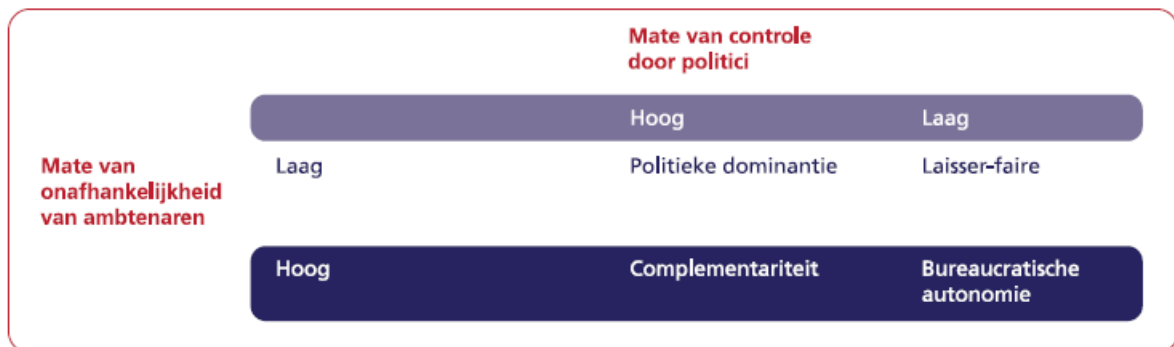 Mate van controle
door politici
Hoog Laag
Mate van
onafhankelijkheid
van ambtenaren
Laag Politieke dominantie Laisser-faire
Hoog Complementariteit Bureaucratische
autonomie